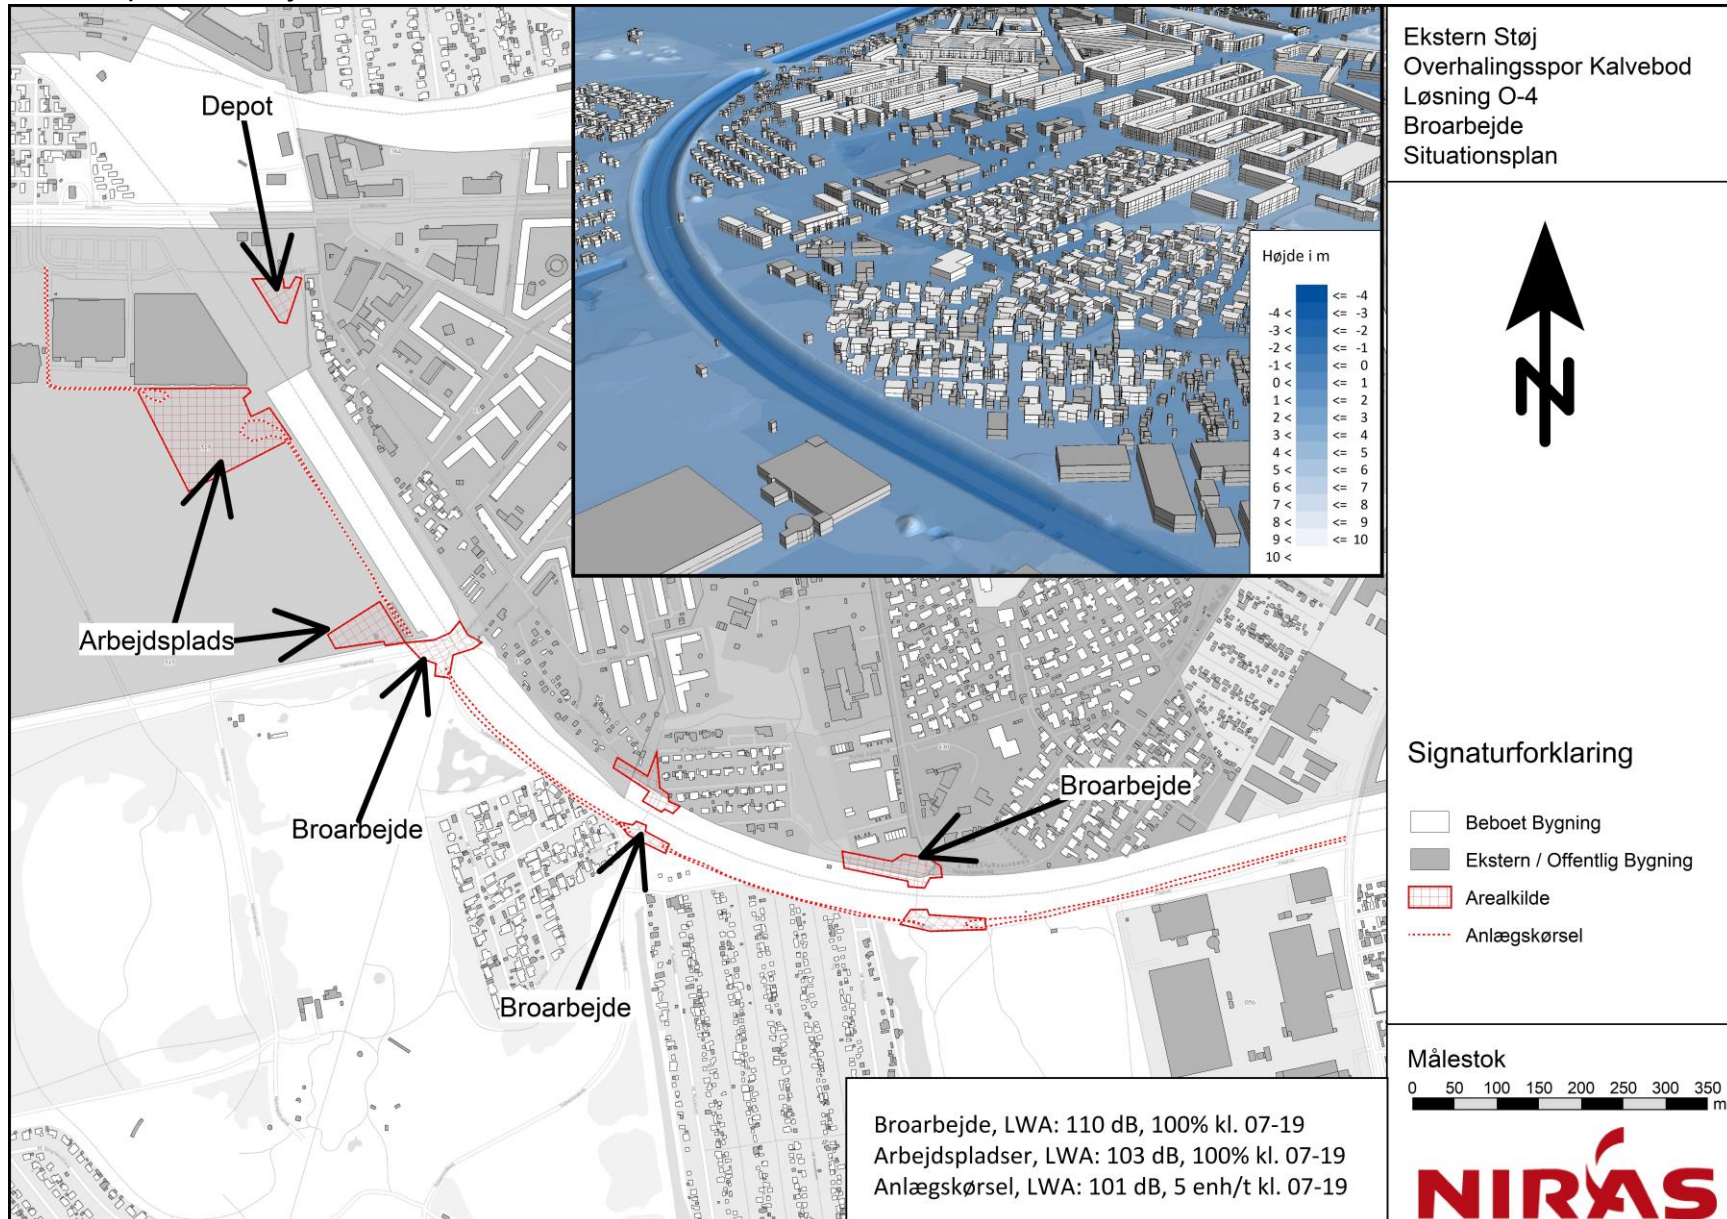 Depot
Arbejdsplads
Broarbejde
Broarbejde
Broarbejde
Højde i m
<= -4
-4 < <= -3
-3 < <= -2
-2 < <= -1
-1 < <= 0
0 < <= 1
1 < <= 2
2 < <= 3
3 < <= 4
4 < <= 5
5 < <= 6
6 < <= 7
7 < <= 8
8 < <= 9
9 < <= 10
10 <
Broarbejde, LWA: 110 dB, 100% kl. 07-19
Arbejdspladser, LWA: 103 dB, 100% kl. 07-19
Anlægskørsel, LWA: 101 dB, 5 enh/t kl. 07-19
Ekstern Støj
Overhalingsspor Kalvebod
Løsning O-4
Broarbejde
Situationsplan
N
Signaturforklaring
Beboet Bygning
Ekstern / Offentlig Bygning
Arealkilde
Anlægskørsel
Målestok
0 50 100 150 200 250 300 350
m
NIRAS